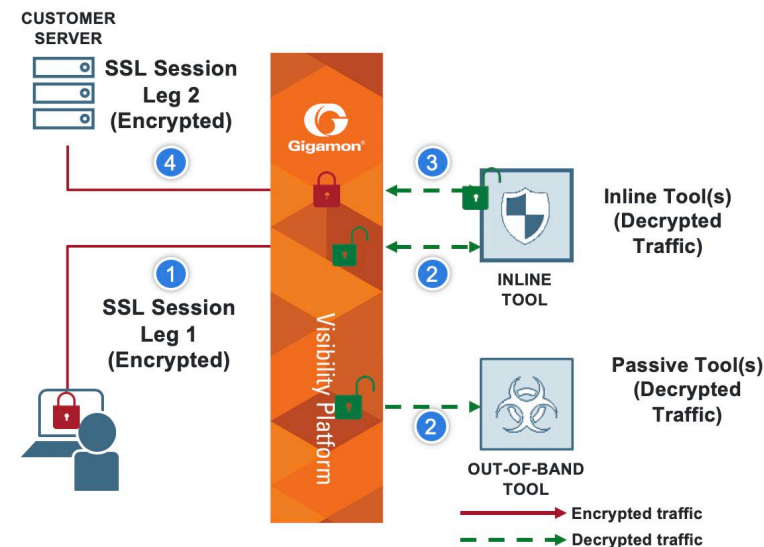 CUSTOMER
SERVER
SSL Session
Leg 2
(Encrypted)
4
Gigamon®
3
Inline Tool(s)
(Decrypted
Traffic)
1
2
INLINE
TOOL
SSL Session
Leg 1
(Encrypted)
Visibility Platform
Passive Tool(s)
(Decrypted
Traffic)
2
OUT-OF-BAND
TOOL
Encrypted traffic
Decrypted traffic